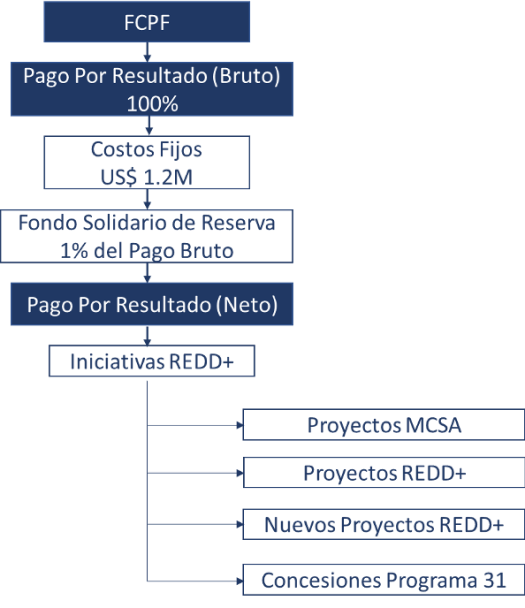 FCPF
Pago Por Resultado (Bruto)
100%
Costos Fijos
US$ 1.2M
Fondo Solidario de Reserva
1% del Pago Bruto
Pago Por Resultado (Neto)
Iniciativas REDD+
Proyectos MCSA
Proyectos REDD+
Nuevos Proyectos REDD+
Concesiones Programa 31